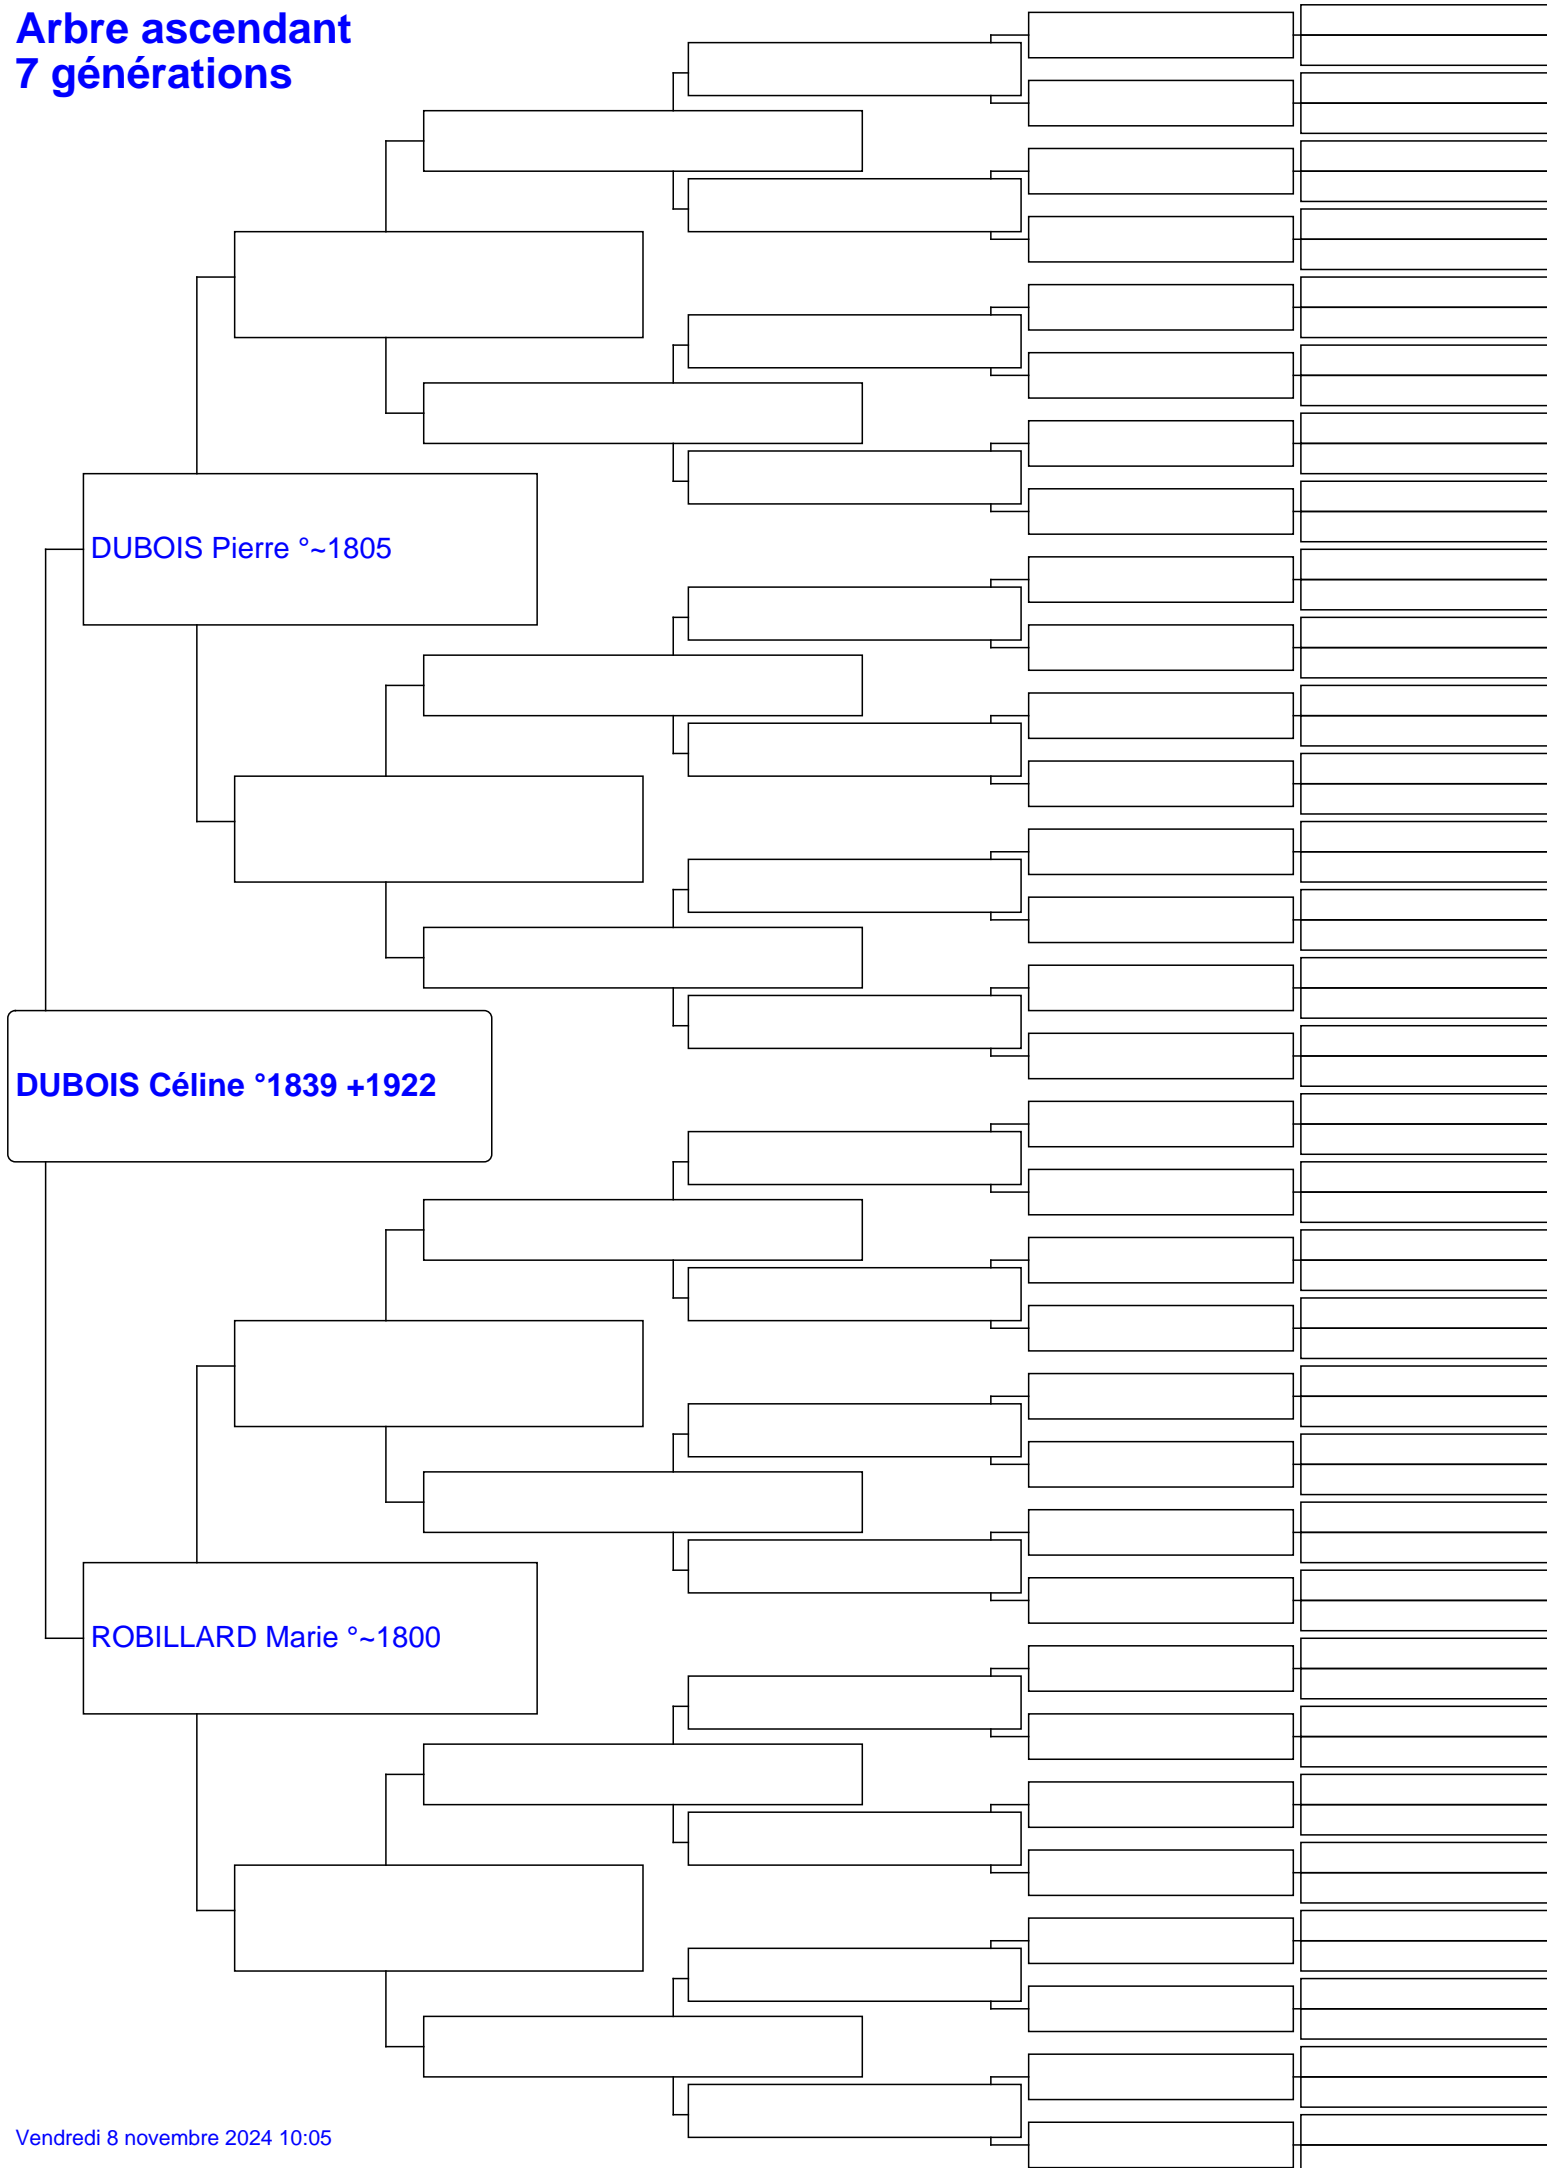 Arbre ascendant
7 générations
DUBOIS Pierre °~1805
DUBOIS Céline °1839 +1922
ROBILLARD Marie °~1800
Vendredi 8 novembre 2024 10:05